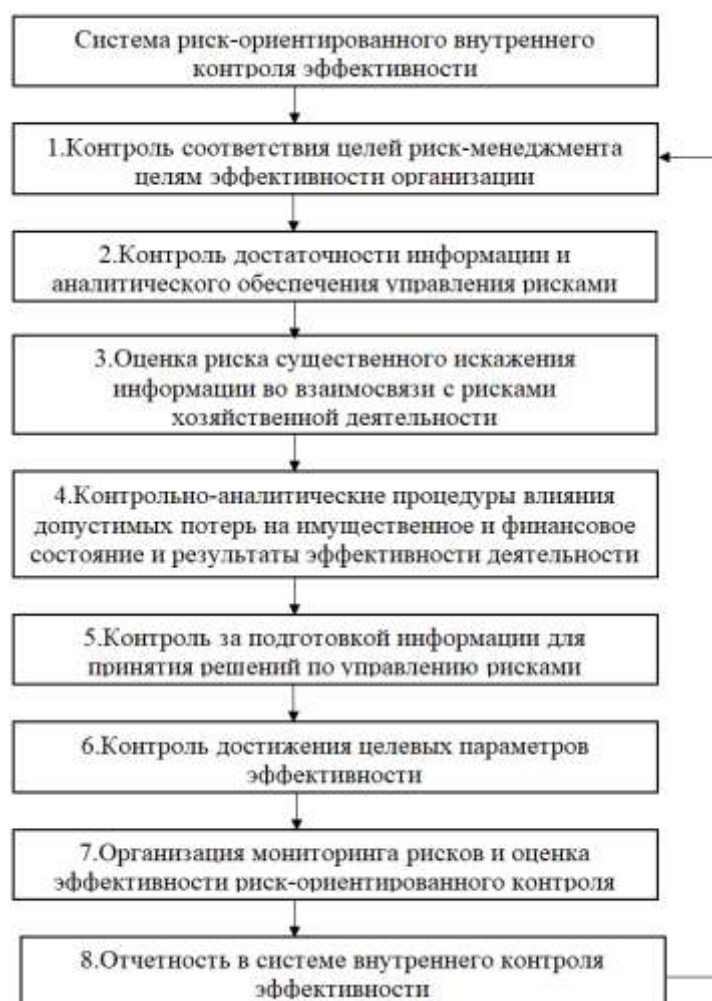 Система риск-ориентированного внутреннего
контроля эффективности
1.Контроль соответствия целей риск-менеджмента
целям эффективности организации
2.Контроль достаточности информации и
аналитического обеспечения управления рисками
3.Оценка риска существенного искажения
информации во взаимосвязи с рисками
хозяйственной деятельности
4.Контрольно-аналитические процедуры влияния
допустимых потерь на имущественное и финансовое
состояние и результаты эффективности деятельности
5.Контроль за подготовкой информации для
принятия решений по управлению рисками
6.Контроль достижения целевых параметров
эффективности
7.Организация мониторинга рисков и оценка
эффективности риск-ориентированного контроля
8.Отчетность в системе внутреннего контроля
эффективности